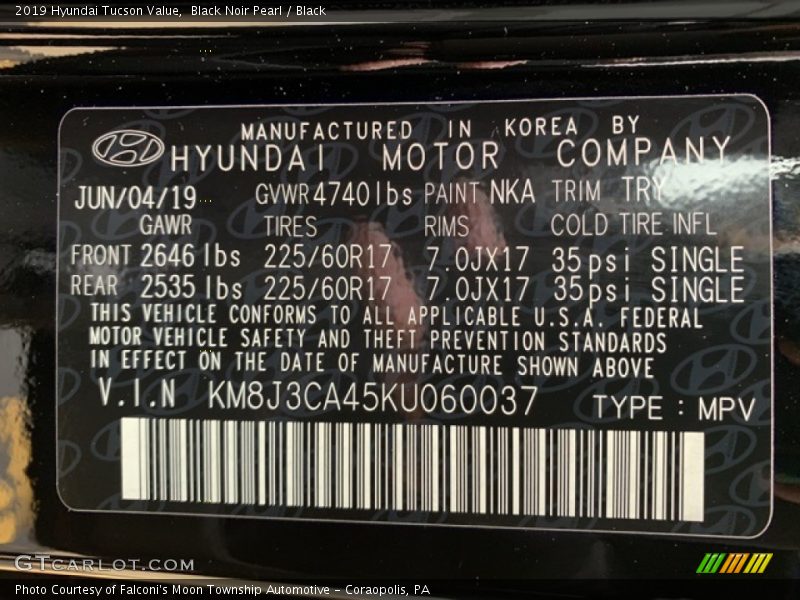 2019 Hyundai Tucson Value,  Black Noir Pearl / Black
MANUFACTURED IN KOREA BY
HYUNDAI MOTOR COMPANY
JUN/04/19 GVWR 4740lbs PAINT NKA TRIM TRY
GAWR TIRES RIMS COLD TIRE INFL
FRONT 2646 lbs 225/60R17 7.0JX17 35psi SINGLE
REAR 2535 lbs 225/60R17 7.0JX17 35psi SINGLE
THIS VEHICLE CONFORMS TO ALL APPLICABLE U.S.A. FEDERAL
MOTOR VEHICLE SAFETY AND THEFT PREVENTION STANDARDS
IN EFFECT ON THE DATE OF MANUFACTURE SHOWN ABOVE
V.I.N KM8J3CA45KU060037 TYPE : MPV
GTCARLOT.COM
Photo Courtesy of Falconi's Moon Township Automotive - Coraopolis, PA